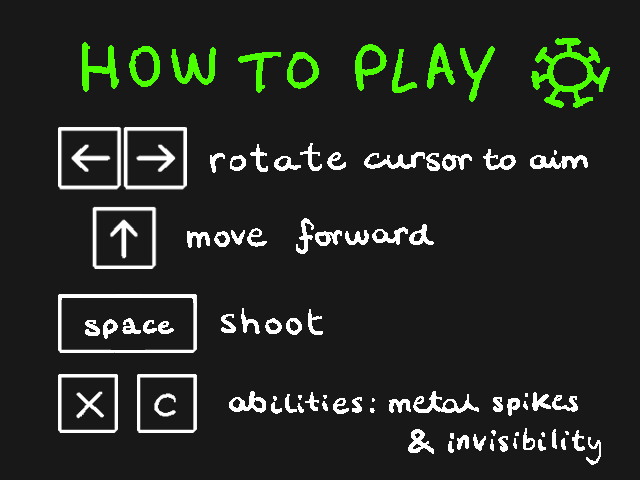 HOW TO PLAY
← → rotate cursor to aim
↑ move forward
space shoot
X C abilities: metal spikes
& invisibility